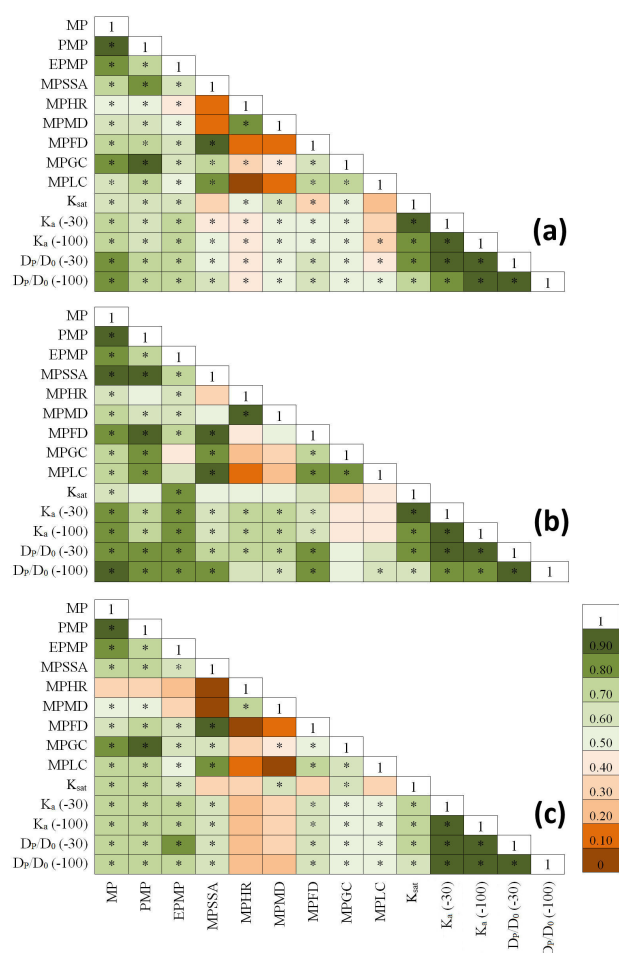 MP 1
PMP * 1
EPMP * * 1
MPSSA * * * 1
MPHR * * * 1
MPMD * * * * 1
MPFD * * * * 1
MPGC * * * * * * * 1
MPLC * * * * * * 1
Ksat * * * * * * * 1
Ka (-30) * * * * * * * * * * 1
Ka (-100) * * * * * * * * * * * 1
DP/D0 (-30) * * * * * * * * * * * * 1
DP/D0 (-100) * * * * * * * * * * * * * 1
(a)
MP 1
PMP * 1
EPMP * * 1
MPSSA * * * 1
MPHR * * 1
MPMD * * * * 1
MPFD * * * * 1
MPGC * * * * 1
MPLC * * * * * 1
Ksat * * 1
Ka (-30) * * * * * * * * 1
Ka (-100) * * * * * * * * * 1
DP/D0 (-30) * * * * * * * * * * 1
DP/D0 (-100) * * * * * * * * * * * 1
(b)
MP 1
PMP * 1
EPMP * * 1
MPSSA * * * 1
MPHR 1
MPMD * * * 1
MPFD * * * * 1
MPGC * * * * * * 1
MPLC * * * * * * 1
Ksat * * * * * 1
Ka (-30) * * * * * * * * 1
Ka (-100) * * * * * * * * * 1
DP/D0 (-30) * * * * * * * * * * 1
DP/D0 (-100) * * * * * * * * * * * 1
(c)
MP PMP EPMP MPSSA MPHR MPMD MPFD MPGC MPLC Ksat Ka (-30) Ka (-100) DP/D0 (-30) DP/D0 (-100)
1
0.90
0.80
0.70
0.60
0.50
0.40
0.30
0.20
0.10
0